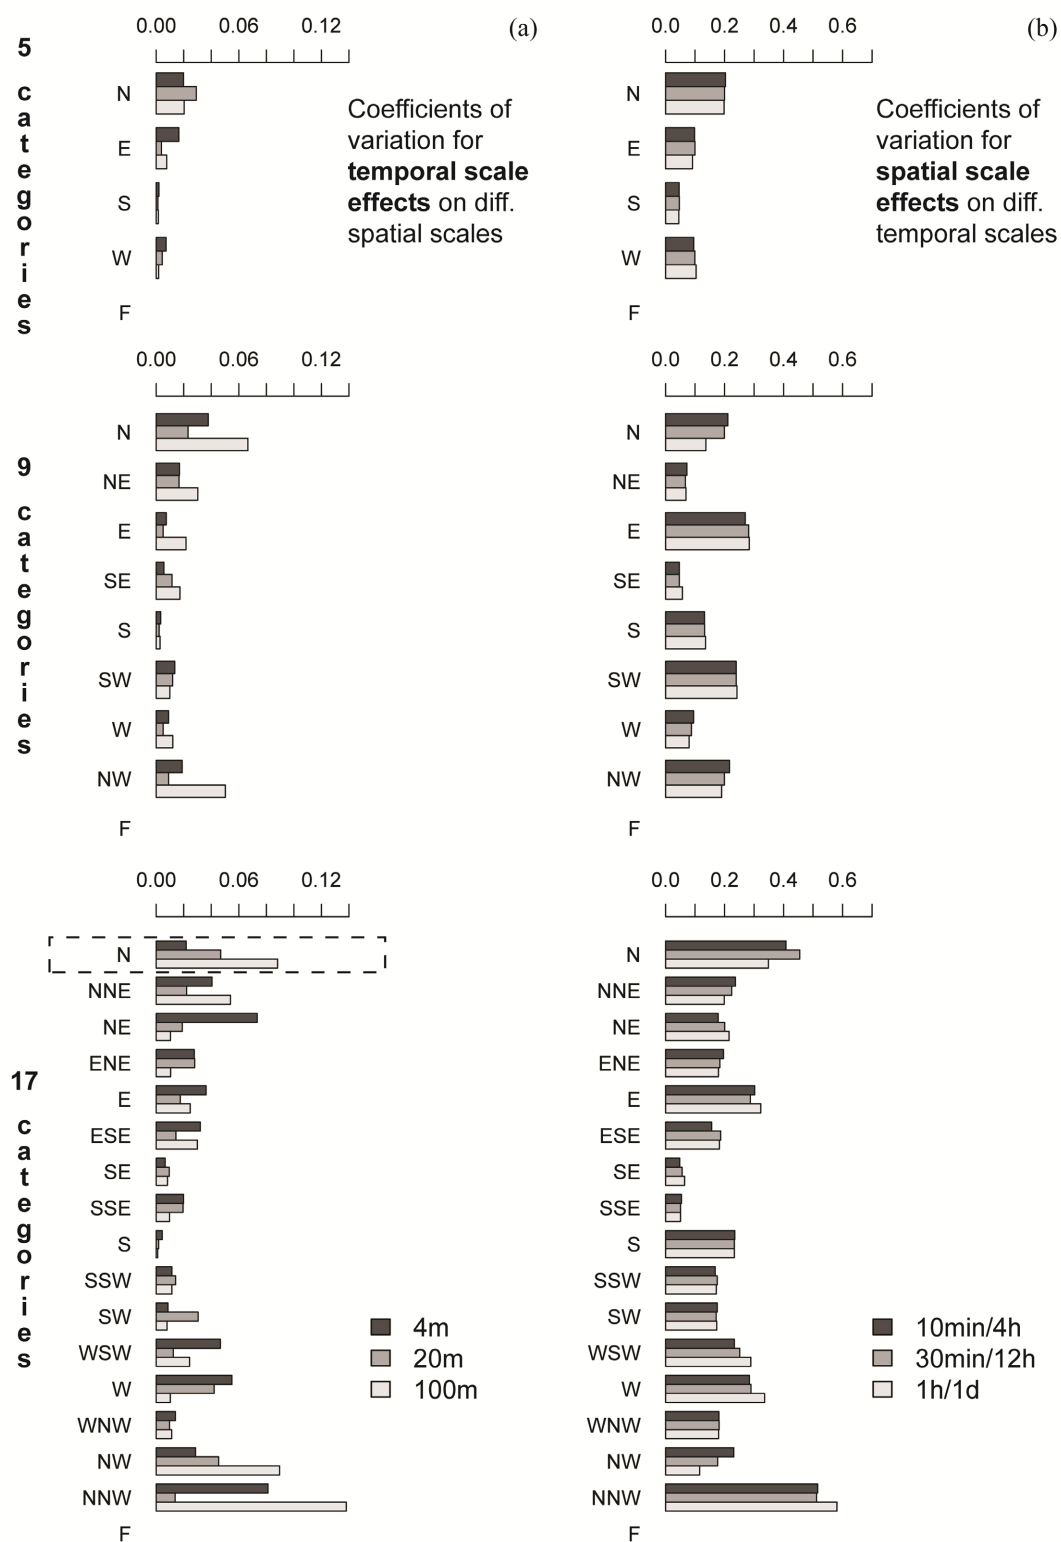 5 categories
0.00 0.06 0.12 (a)
N
E
S
W
F
Coefficients of
variation for
temporal scale
effects on diff.
spatial scales
0.0 0.2 0.4 0.6 (b)
N
E
S
W
F
Coefficients of
variation for
spatial scale
effects on diff.
temporal scales
9 categories
0.00 0.06 0.12
N
NE
E
SE
S
SW
W
NW
F
0.0 0.2 0.4 0.6
N
NE
E
SE
S
SW
W
NW
F
17 categories
0.00 0.06 0.12
N
NNE
NE
ENE
E
ESE
SE
SSE
S
SSW
SW
WSW
W
WNW
NW
NNW
F
4m
20m
100m
0.0 0.2 0.4 0.6
N
NNE
NE
ENE
E
ESE
SE
SSE
S
SSW
SW
WSW
W
WNW
NW
NNW
F
10min/4h
30min/12h
1h/1d